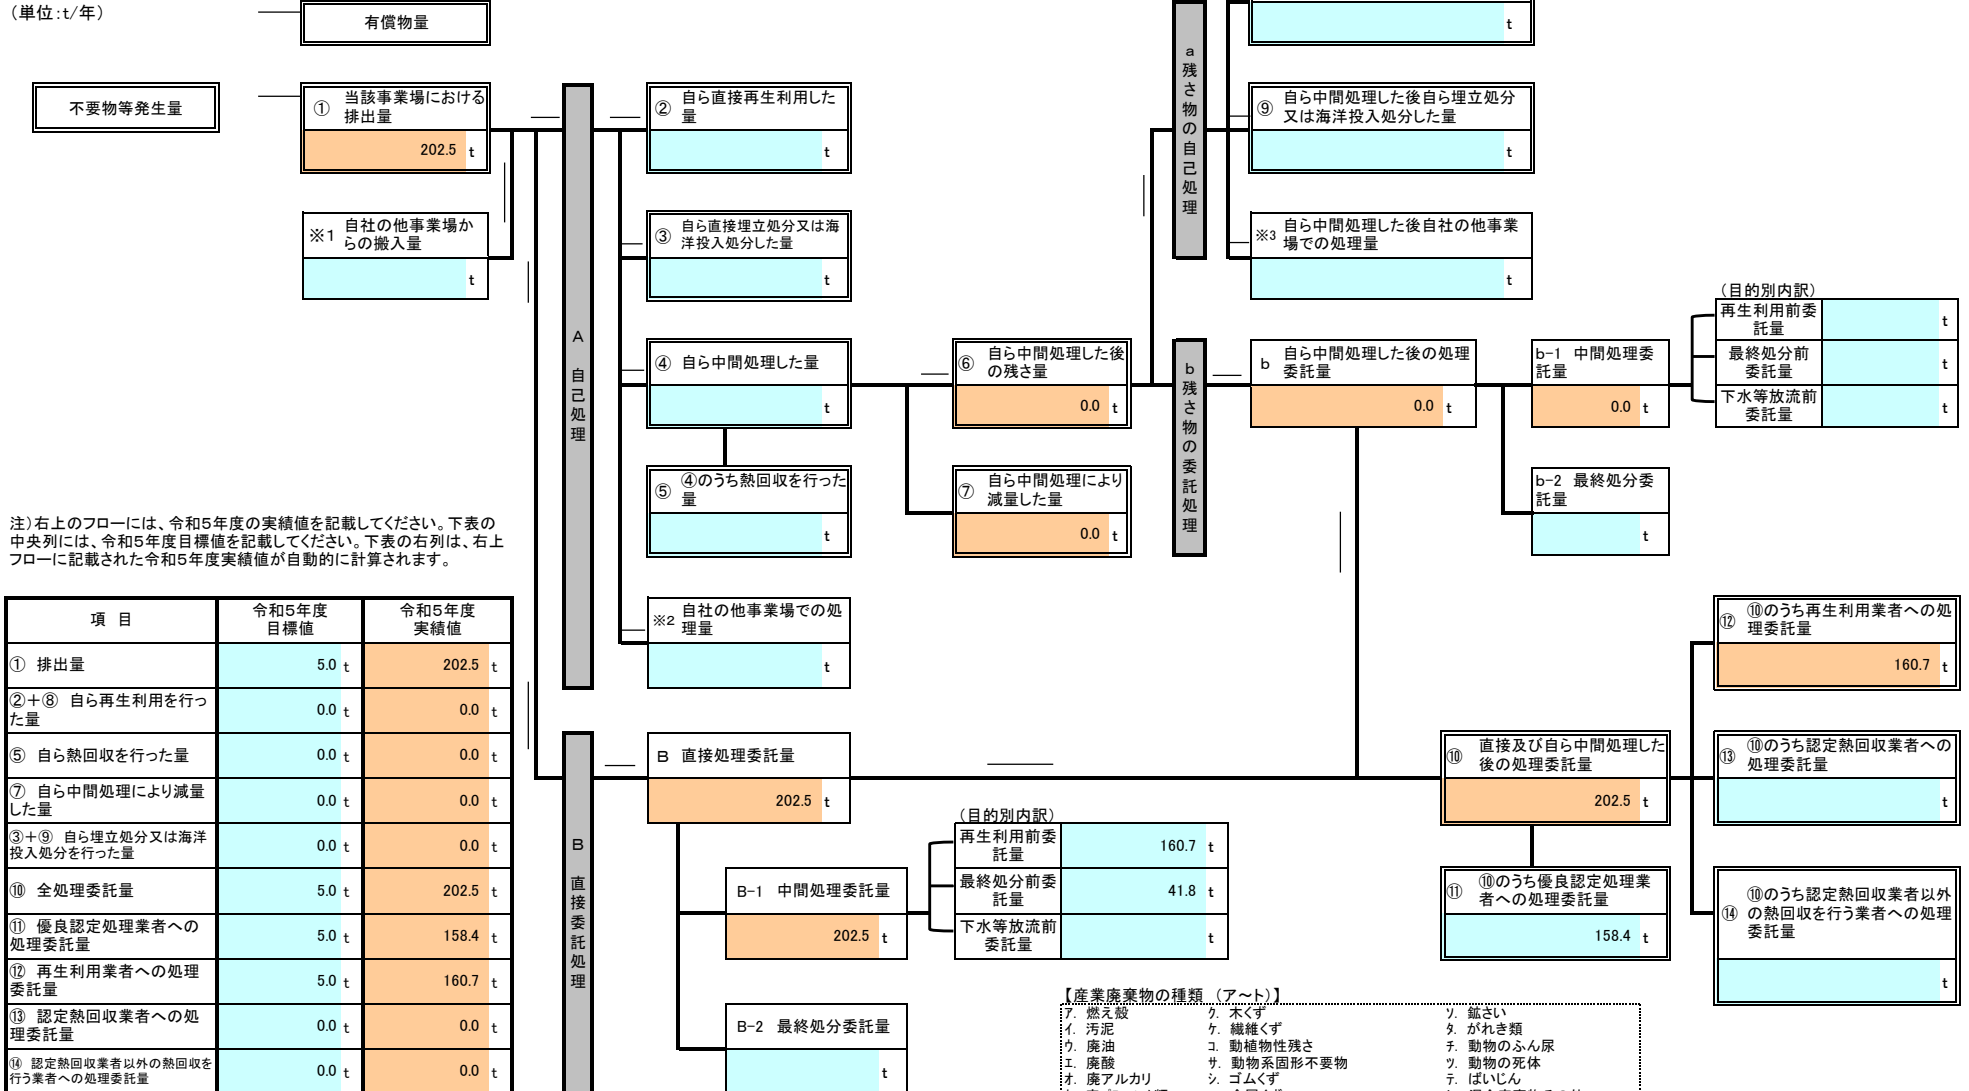 （単位：t/年）
有償物量
t
不要物等発生量
① 当該事業場における
排出量
202.5 t
※1 自社の他事業場か
らの搬入量
t
A 自己処理
② 自ら直接再生利用した
量
t
③ 自ら直接埋立処分又は海
洋投入処分した量
t
④ 自ら中間処理した量
t
⑤ ④のうち熱回収を行った
量
t
※2 自社の他事業場での処
理量
t
⑥ 自ら中間処理した後
の残さ量
0.0 t
⑦ 自ら中間処理により
減量した量
0.0 t
a 残さ物の自己処理
⑨ 自ら中間処理した後自ら埋立処分
又は海洋投入処分した量
t
※3 自ら中間処理した後自社の他事業
場での処理量
t
b 残さ物の委託処理
b 自ら中間処理した後の処理
委託量
0.0 t
b-1 中間処理委
託量
0.0 t
b-2 最終処分委
託量
t
（目的別内訳）
再生利用前委
託量
t
最終処分前
委託量
t
下水等放流前
委託量
t
注）右上のフローには、令和5年度の実績値を記載してください。下表の
中央列には、令和5年度目標値を記載してください。下表の右列は、右上
フローに記載された令和5年度実績値が自動的に計算されます。
項 目 令和5年度
目標値 令和5年度
実績値
① 排出量 5.0 t 202.5 t
②＋⑧ 自ら再生利用を行っ
た量 0.0 t 0.0 t
⑤ 自ら熱回収を行った量 0.0 t 0.0 t
⑦ 自ら中間処理により減量
した量 0.0 t 0.0 t
③＋⑨ 自ら埋立処分又は海洋
投入処分を行った量 0.0 t 0.0 t
⑩ 全処理委託量 5.0 t 202.5 t
⑪ 優良認定処理業者への
処理委託量 5.0 t 158.4 t
⑫ 再生利用業者への処理
委託量 5.0 t 160.7 t
⑬ 認定熱回収業者への処
理委託量 0.0 t 0.0 t
⑭ 認定熱回収業者以外の熱回収を
行う業者への処理委託量 0.0 t 0.0 t
B 直接委託処理
B 直接処理委託量
202.5 t
B-1 中間処理委託量
202.5 t
B-2 最終処分委託量
t
（目的別内訳）
再生利用前委
託量
160.7 t
最終処分前委
託量
41.8 t
下水等放流前
委託量
t
⑩ 直接及び自ら中間処理した
後の処理委託量
202.5 t
⑪ ⑩のうち優良認定処理業
者への処理委託量
158.4 t
⑫ ⑩のうち再生利用業者への処
理委託量
160.7 t
⑬ ⑩のうち認定熱回収業者への
処理委託量
t
⑭ ⑩のうち認定熱回収業者以外
の熱回収を行う業者への処理
委託量
t
【産業廃棄物の種類 （ア～ト）】
ｱ. 燃え殻 ｸ. 木くず ｿ. 鉱さい
ｲ. 汚泥 ｹ. 繊維くず ﾀ. がれき類
ｳ. 廃油 ｺ. 動植物性残さ ﾁ. 動物のふん尿
ｴ. 廃酸 ｻ. 動物系固形不要物 ﾂ. 動物の死体
ｵ. 廃アルカリ ｼ. ゴムくず ﾃ. ばいじん